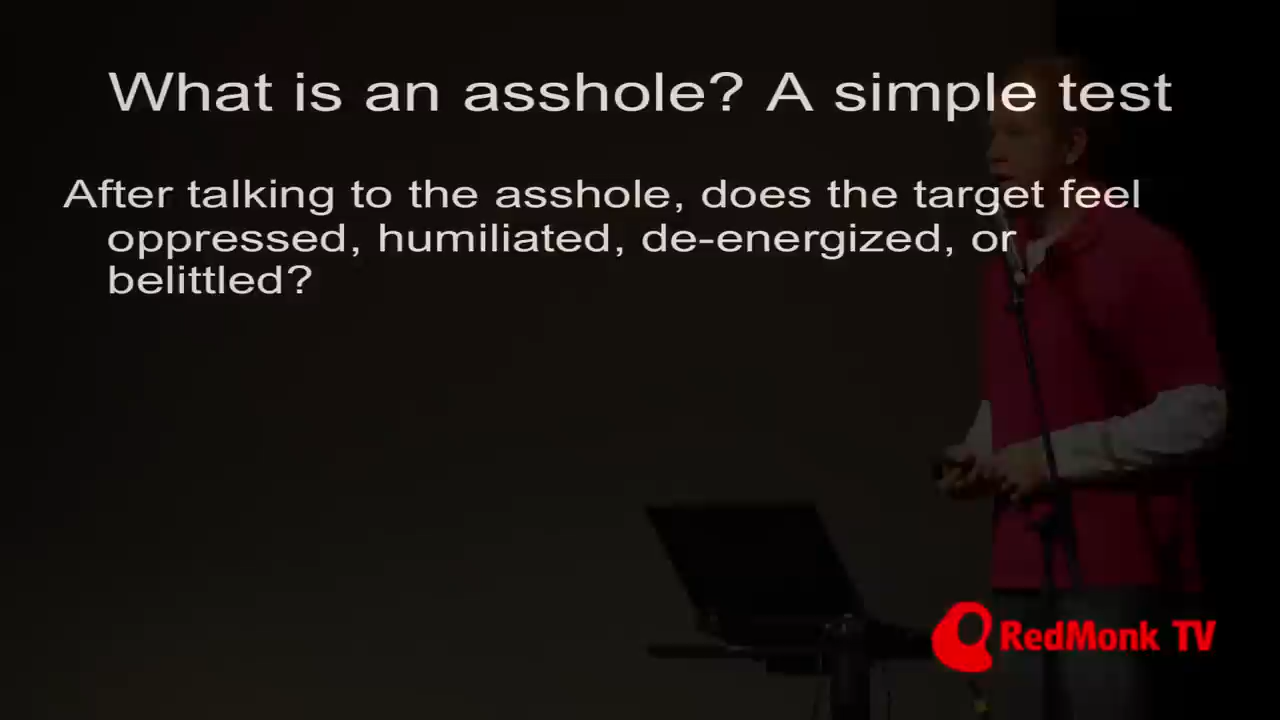 What is an asshole? A simple test
After talking to the asshole, does the target feel
oppressed, humiliated, de-energized, or
belittled?
RedMonk TV